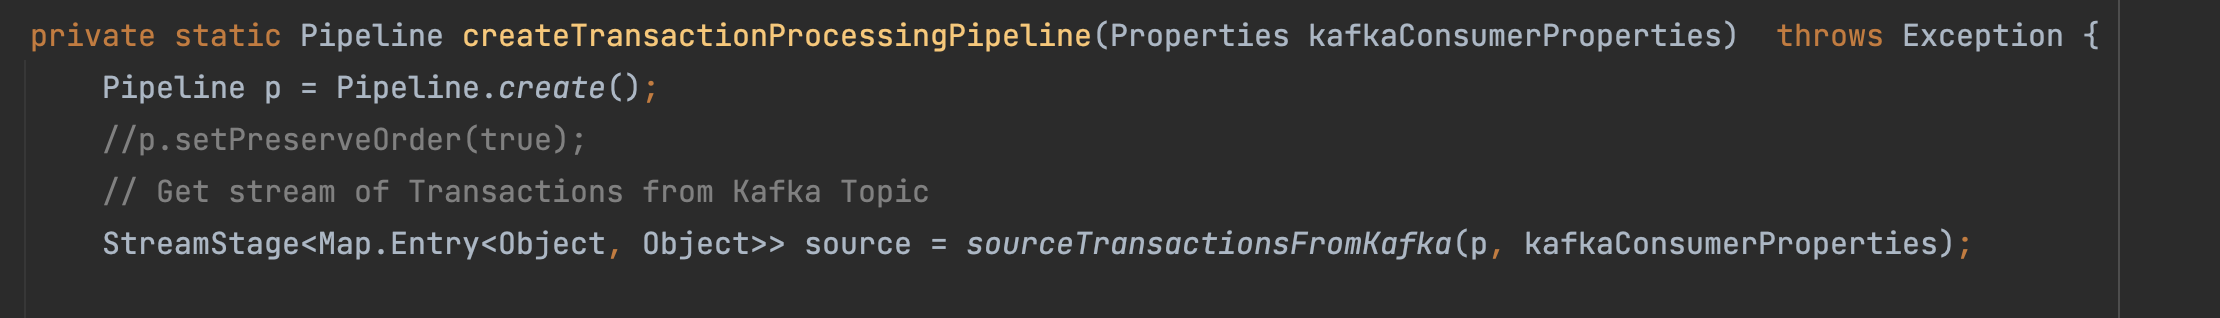 private static Pipeline createTransactionProcessingPipeline(Properties kafkaConsumerProperties)  throws Exception {
    Pipeline p = Pipeline.create();
    //p.setPreserveOrder(true);
    // Get stream of Transactions from Kafka Topic
    StreamStage<Map.Entry<Object, Object>> source = sourceTransactionsFromKafka(p, kafkaConsumerProperties);